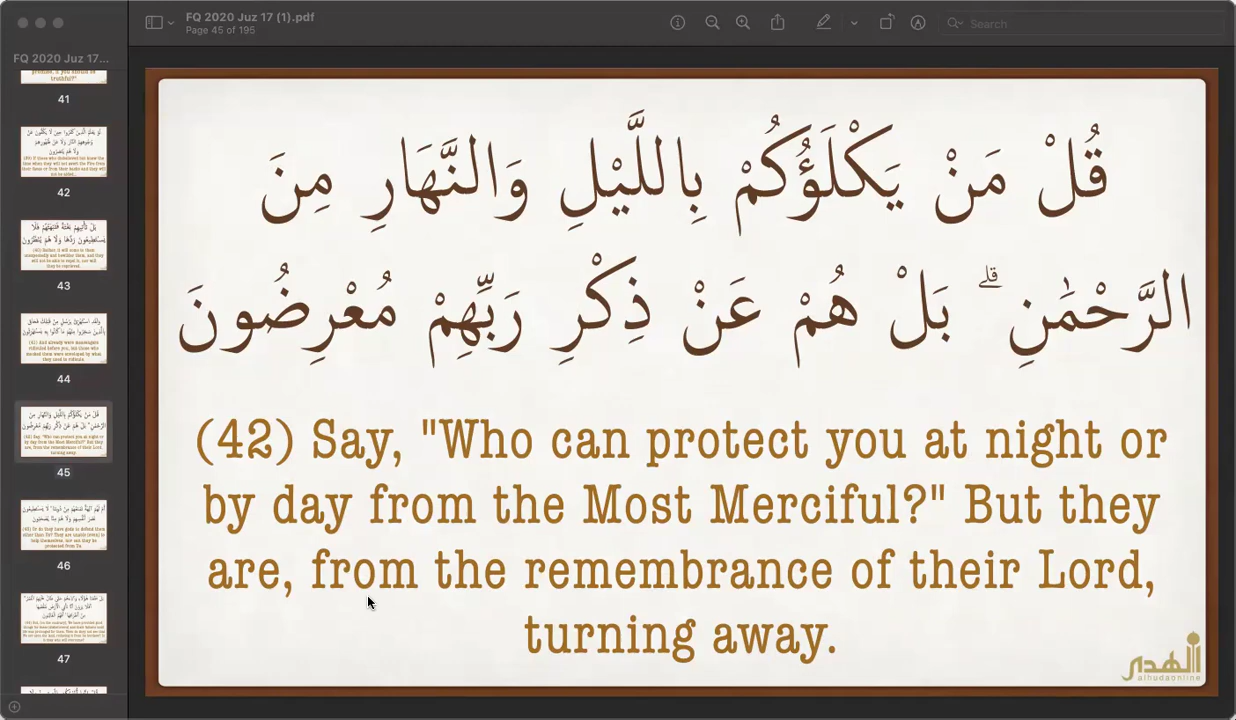 FQ 2020 Juz 17 (1).pdf
Page 45 of 195
Search
FQ 2020 Juz 17...
41
42
43
44
45
46
47
قُلْ مَنْ يَكْلَؤُكُمْ بِاللَّيْلِ وَالنَّهَارِ مِنَ
الرَّحْمَٰنِ ۗ بَلْ هُمْ عَنْ ذِكْرِ رَبِّهِمْ مُعْرِضُونَ
(42) Say, "Who can protect you at night or
by day from the Most Merciful?" But they
are, from the remembrance of their Lord,
turning away.
الهدى
alhudaonline